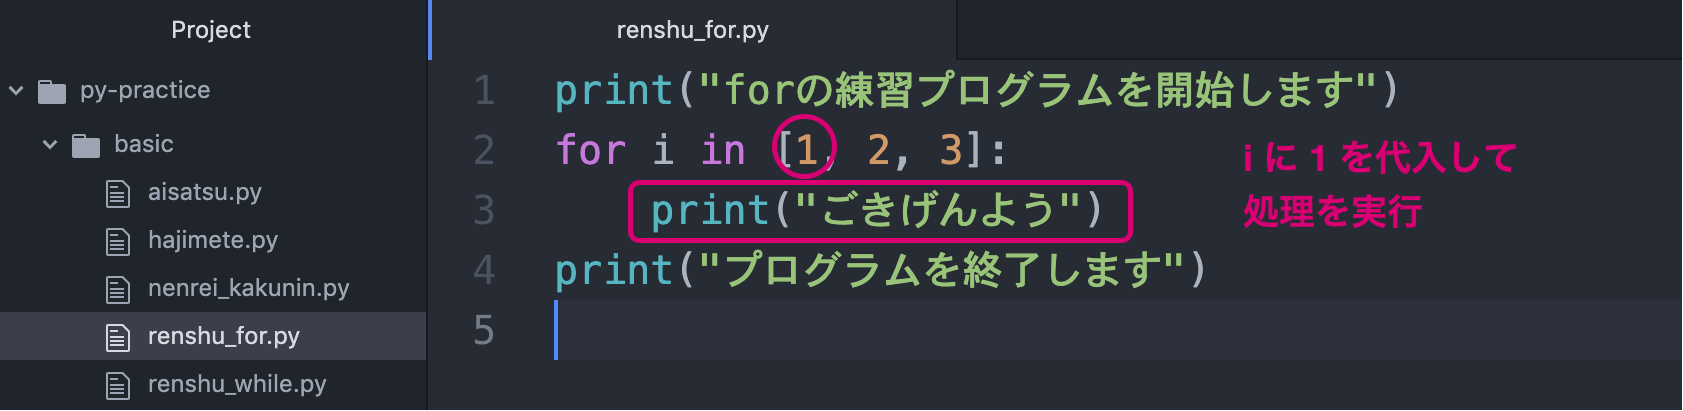 Project
py-practice
basic
aisatsu.py
hajimete.py
nenrei_kakunin.py
renshu_for.py
renshu_while.py
renshu_for.py
1 print("forの練習プログラムを開始します")
2 for i in [1, 2, 3]:
3 print("ごきげんよう")
4 print("プログラムを終了します")
5
i に 1 を代入して
処理を実行